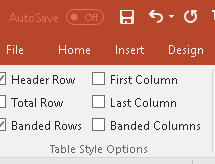 AutoSave Off
File Home Insert Design
Header Row First Column
Total Row Last Column
Banded Rows Banded Columns
Table Style Options